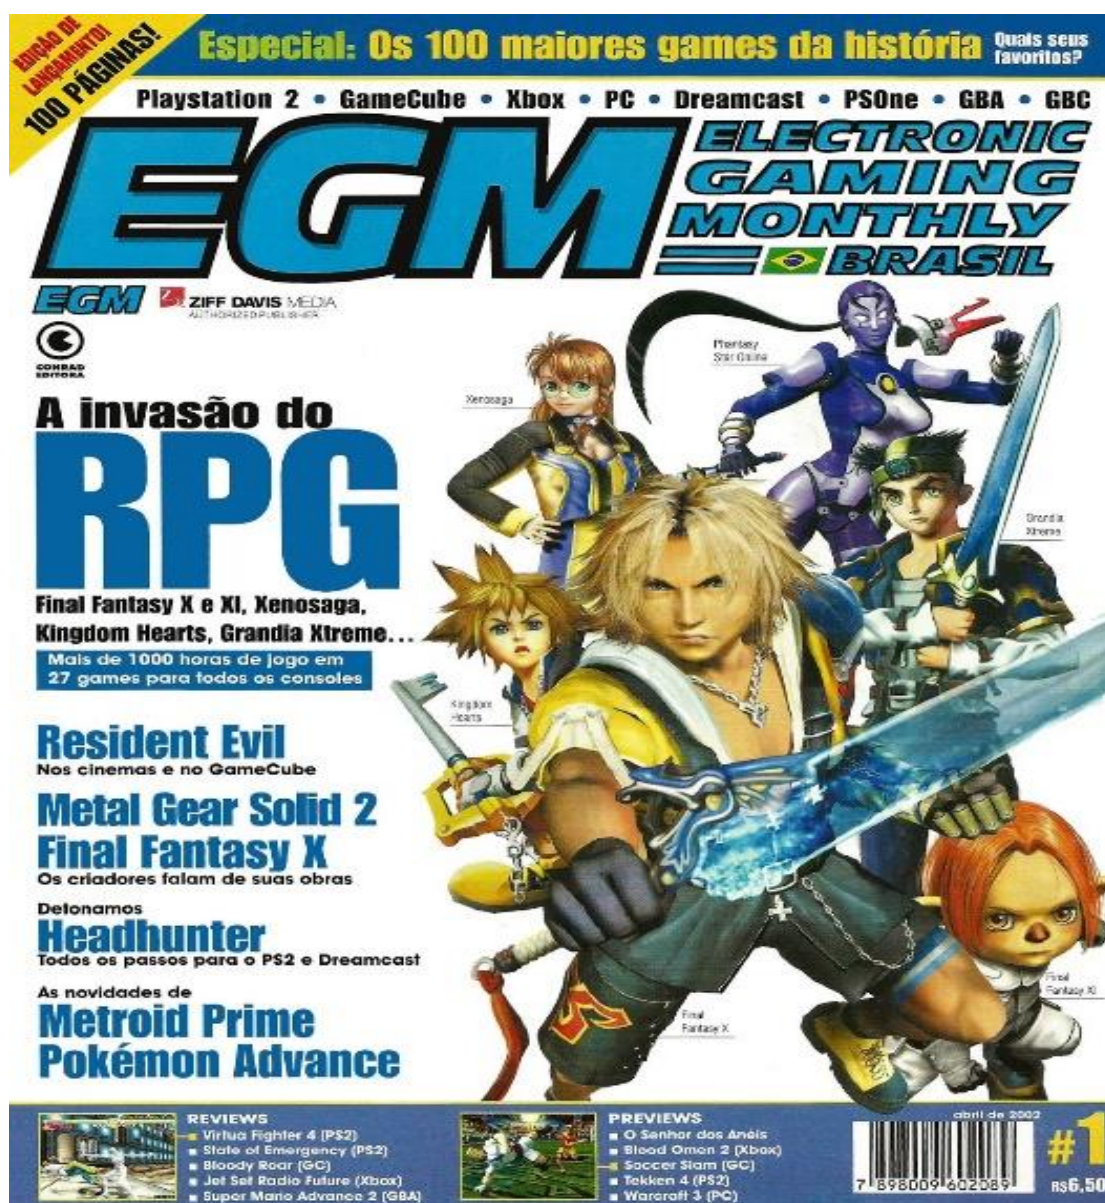 EDIÇÃO DE
LANÇAMENTO!
100 PÁGINAS!
Especial: Os 100 maiores games da história
Quais seus
favoritos?
Playstation 2 • GameCube • Xbox • PC • Dreamcast • PSOne • GBA • GBC
EGM
ELECTRONIC
GAMING
MONTHLY
BRASIL
EGM
ZIFF DAVIS MEDIA
AUTHORIZED PUBLISHER
CONRAD
EDITORA
A invasão do
RPG
Final Fantasy X e XI, Xenosaga,
Kingdom Hearts, Grandia Xtreme...
Mais de 1000 horas de jogo em
27 games para todos os consoles
Xenosaga
Phantasy
Star Online
Grandia
Xtreme
Kingdom
Hearts
Final
Fantasy X
Final
Fantasy XI
Resident Evil
Nos cinemas e no GameCube
Metal Gear Solid 2
Final Fantasy X
Os criadores falam de suas obras
Detonamos
Headhunter
Todos os passos para o PS2 e Dreamcast
As novidades de
Metroid Prime
Pokémon Advance
REVIEWS
Virtua Fighter 4 (PS2)
State of Emergency (PS2)
Bloody Roar (GC)
Jet Set Radio Future (Xbox)
Super Mario Advance 2 (GBA)
PREVIEWS
O Senhor dos Anéis
Blood Omen 2 (Xbox)
Soccer Slam (GC)
Tekken 4 (PS2)
Warcraft 3 (PC)
abril de 2002
#1
7 898009 602089
R$6,50